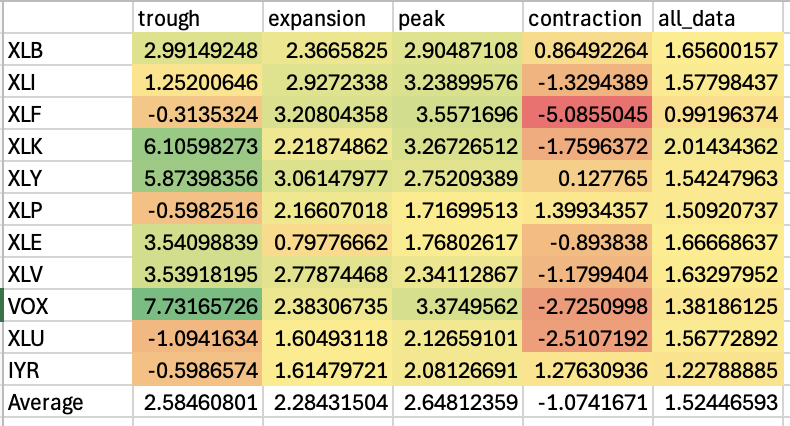 trough expansion peak contraction all_data
XLB 2.99149248 2.3665825 2.90487108 0.86492264 1.65600157
XLI 1.25200646 2.9272338 3.23899576 -1.3294389 1.57798437
XLF -0.3135324 3.20804358 3.5571696 -5.0855045 0.99196374
XLK 6.10598273 2.21874862 3.26726512 -1.7596372 2.01434362
XLY 5.87398356 3.06147977 2.75209389 0.127765 1.54247963
XLP -0.5982516 2.16607018 1.71699513 1.39934357 1.50920737
XLE 3.54098839 0.79776662 1.76802617 -0.893838 1.66668637
XLV 3.53918195 2.77874468 2.34112867 -1.1799404 1.63297952
VOX 7.73165726 2.38306735 3.3749562 -2.7250998 1.38186125
XLU -1.0941634 1.60493118 2.12659101 -2.5107192 1.56772892
IYR -0.5986574 1.61479721 2.08126691 1.27630936 1.22788885
Average 2.58460801 2.28431504 2.64812359 -1.0741671 1.52446593